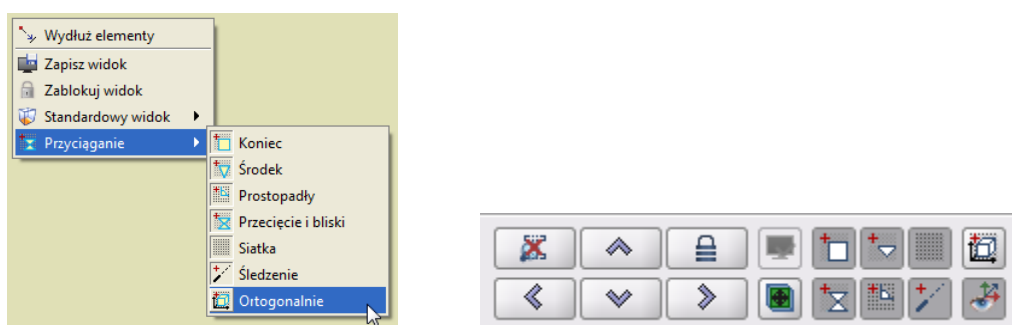 Wydłuż elementy
Zapisz widok
Zablokuj widok
Standardowy widok
Przyciąganie
Koniec
Środek
Prostopadły
Przecięcie i bliski
Siatka
Śledzenie
Ortogonalnie